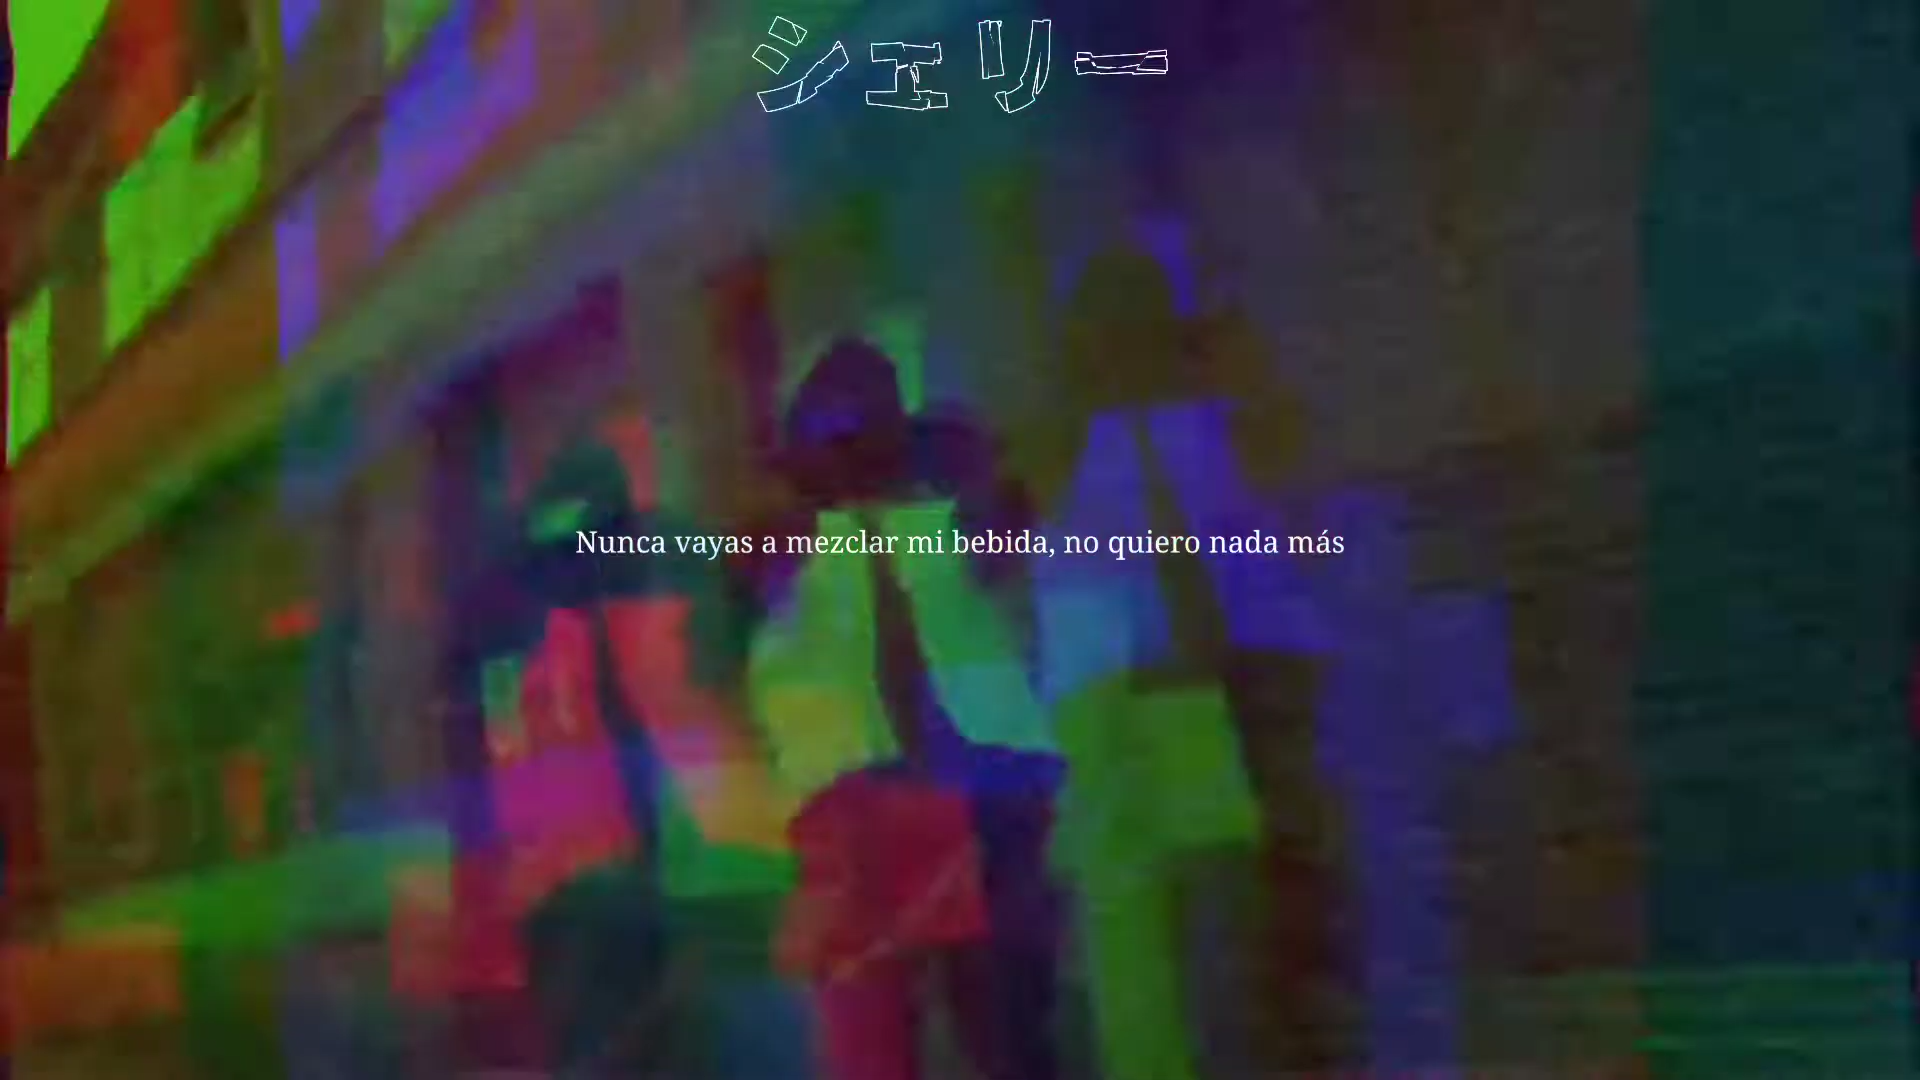 シェリー
Nunca vayas a mezclar mi bebida, no quiero nada más